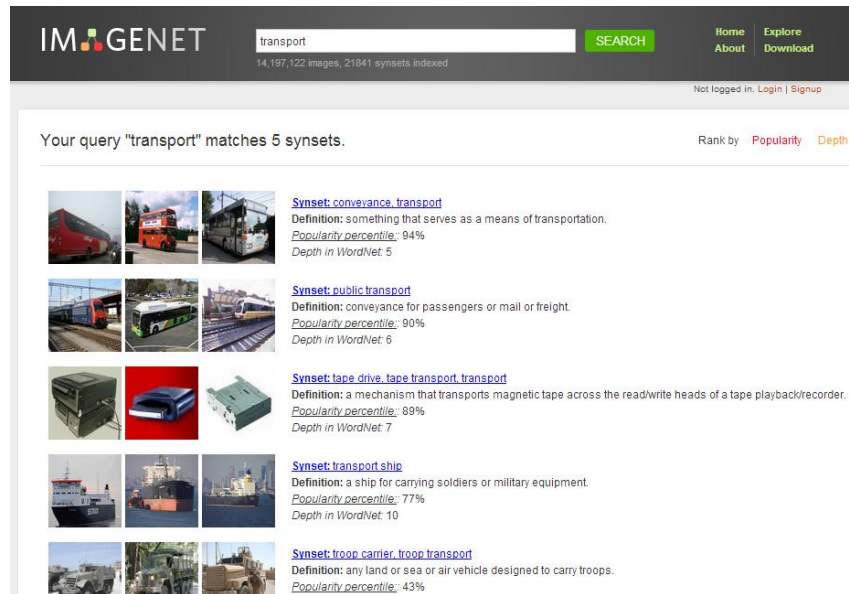 IMAGENET
transport
SEARCH
14,197,122 images, 21841 synsets indexed
Home Explore
About Download
Not logged in. Login | Signup
Your query "transport" matches 5 synsets.
Rank by Popularity Depth
Synset: conveyance, transport
Definition: something that serves as a means of transportation.
Popularity percentile:: 94%
Depth in WordNet: 5
Synset: public transport
Definition: conveyance for passengers or mail or freight.
Popularity percentile:: 90%
Depth in WordNet: 6
Synset: tape drive, tape transport, transport
Definition: a mechanism that transports magnetic tape across the read/write heads of a tape playback/recorder.
Popularity percentile:: 89%
Depth in WordNet: 7
Synset: transport ship
Definition: a ship for carrying soldiers or military equipment.
Popularity percentile:: 77%
Depth in WordNet: 10
Synset: troop carrier, troop transport
Definition: any land or sea or air vehicle designed to carry troops.
Popularity percentile:: 43%